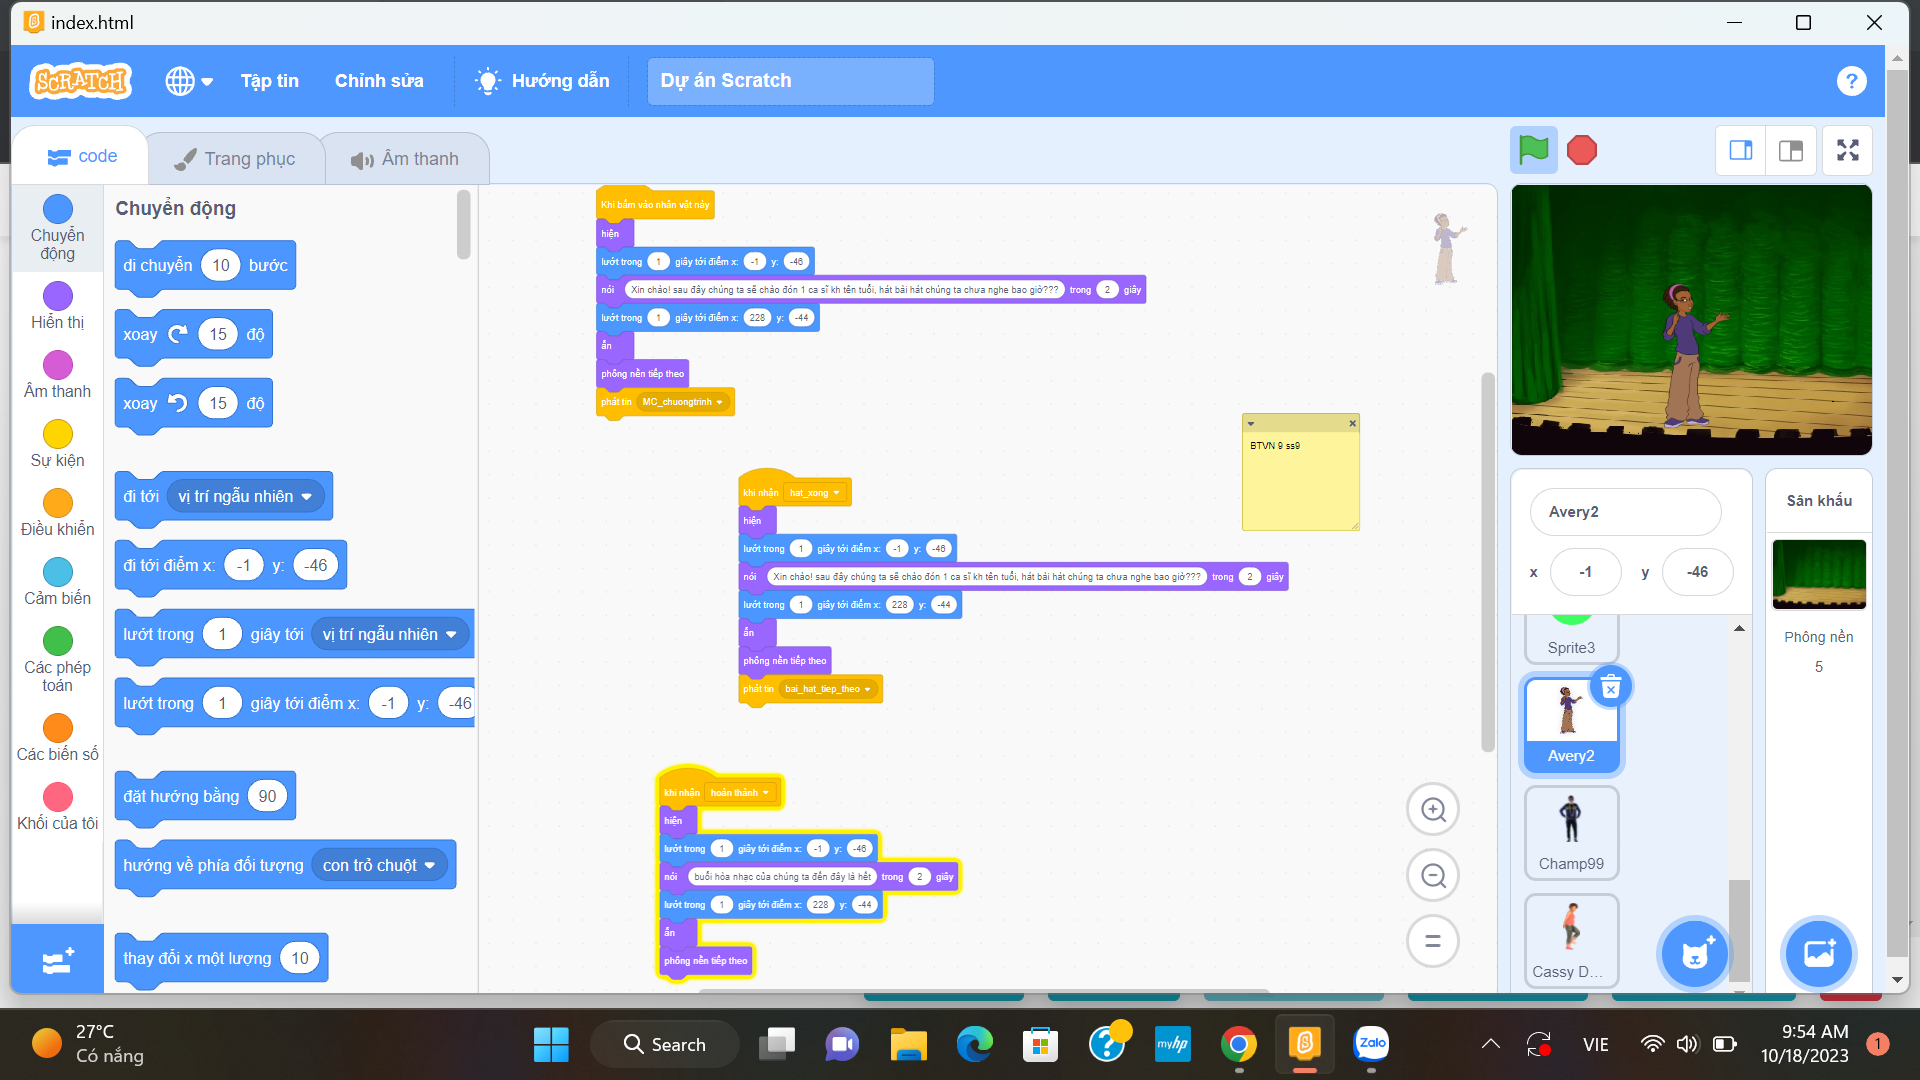 index.html
SCRATCH
Tập tin
Chỉnh sửa
Hướng dẫn
Dự án Scratch
?
code
Trang phục
Âm thanh
Chuyển động
Hiển thị
Âm thanh
Sự kiện
Điều khiển
Cảm biến
Các phép toán
Các biến số
Khối của tôi
Chuyển động
di chuyển 10 bước
xoay 15 độ
xoay 15 độ
đi tới vị trí ngẫu nhiên
đi tới điểm x: -1 y: -46
lướt trong 1 giây tới vị trí ngẫu nhiên
lướt trong 1 giây tới điểm x: -1 y: -46
đặt hướng bằng 90
hướng về phía đối tượng con trỏ chuột
thay đổi x một lượng 10
Khi bấm vào nhân vật này
hiện
lướt trong 1 giây tới điểm x: -1 y: -46
nói Xin chào! sau đây chúng ta sẽ chào đón 1 ca sĩ kh tên tuổi, hát bài hát chúng ta chưa nghe bao giờ??? trong 2 giây
lướt trong 1 giây tới điểm x: 228 y: -44
ẩn
phông nền tiếp theo
phát tin MC_chuongtrinh
BTVN 9 ss9
khi nhận hat_xong
hiện
lướt trong 1 giây tới điểm x: -1 y: -46
nói Xin chào! sau đây chúng ta sẽ chào đón 1 ca sĩ kh tên tuổi, hát bài hát chúng ta chưa nghe bao giờ??? trong 2 giây
lướt trong 1 giây tới điểm x: 228 y: -44
ẩn
phông nền tiếp theo
phát tin bai_hat_tiep_theo
khi nhận hoàn thành
hiện
lướt trong 1 giây tới điểm x: -1 y: -46
nói buổi hòa nhạc của chúng ta đến đây là hết trong 2 giây
lướt trong 1 giây tới điểm x: 228 y: -44
ẩn
phông nền tiếp theo
Avery2
x -1 y -46
Sprite3
Avery2
Champ99
Cassy D...
Sân khấu
Phông nền
5
27°C
Có nắng
Search
myhp
Zalo
VIE
9:54 AM
10/18/2023
1